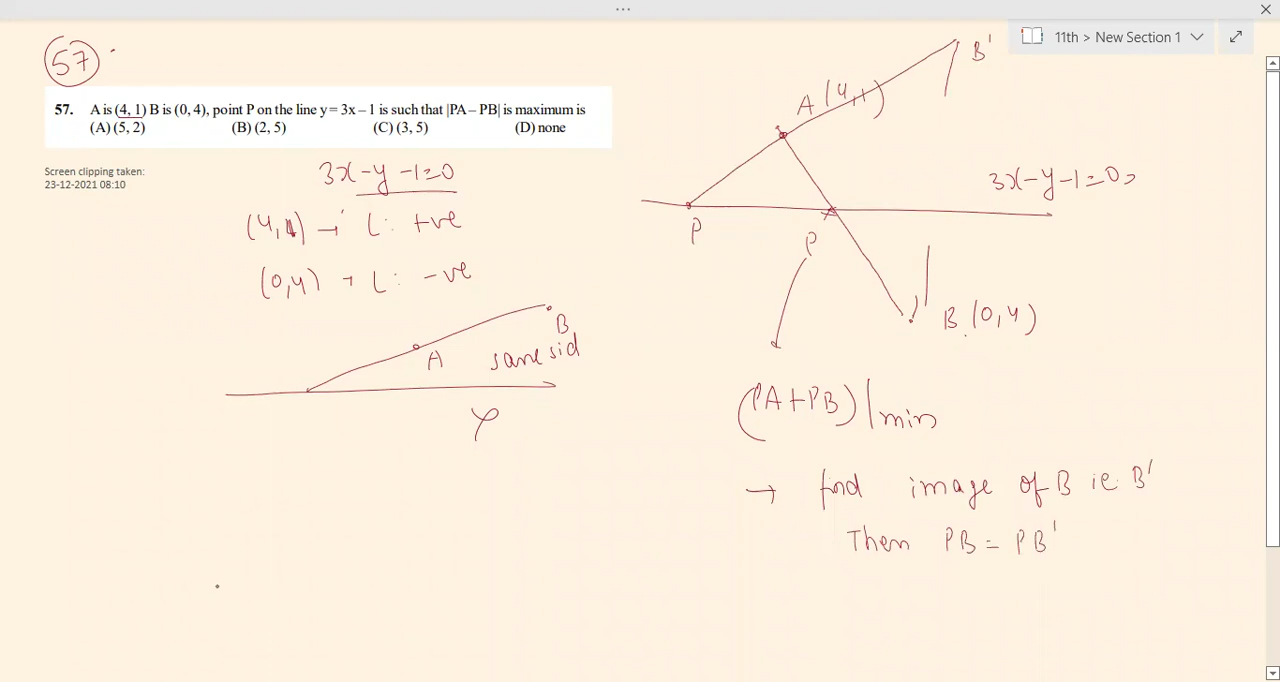 11th > New Section 1
57
57. A is (4, 1) B is (0, 4), point P on the line y = 3x – 1 is such that |PA – PB| is maximum is
(A) (5, 2) (B) (2, 5) (C) (3, 5) (D) none
Screen clipping taken:
23-12-2021 08:10
3x - y - 1 = 0
(4, 1) → L: +ve
(0, 4) → L: -ve
A
B
same sid
B'
A (4, 1)
3x - y - 1 = 0
P
P
B (0, 4)
(PA + PB)|min
→ find image of B ie. B'
Then PB = PB'